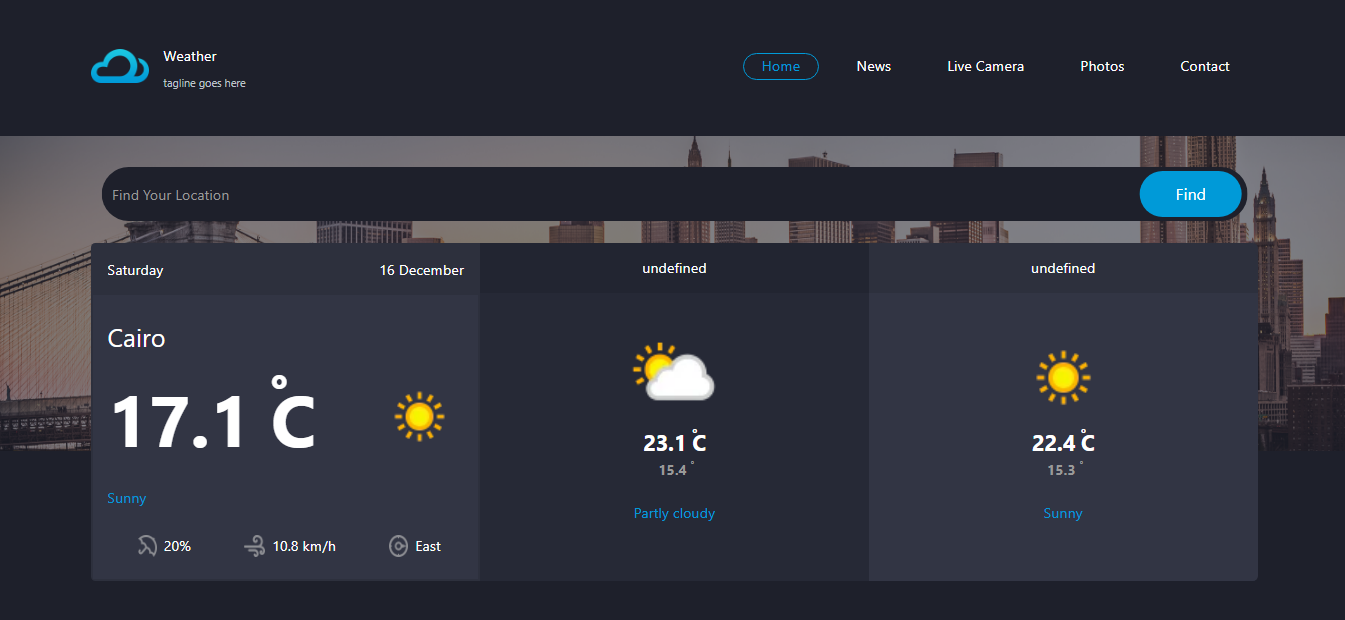 Weather
tagline goes here
Home News Live Camera Photos Contact
Find Your Location
Find
Saturday 16 December
Cairo
17.1 °C
Sunny
20% 10.8 km/h East
undefined
23.1 °C
15.4 °
Partly cloudy
undefined
22.4 °C
15.3 °
Sunny